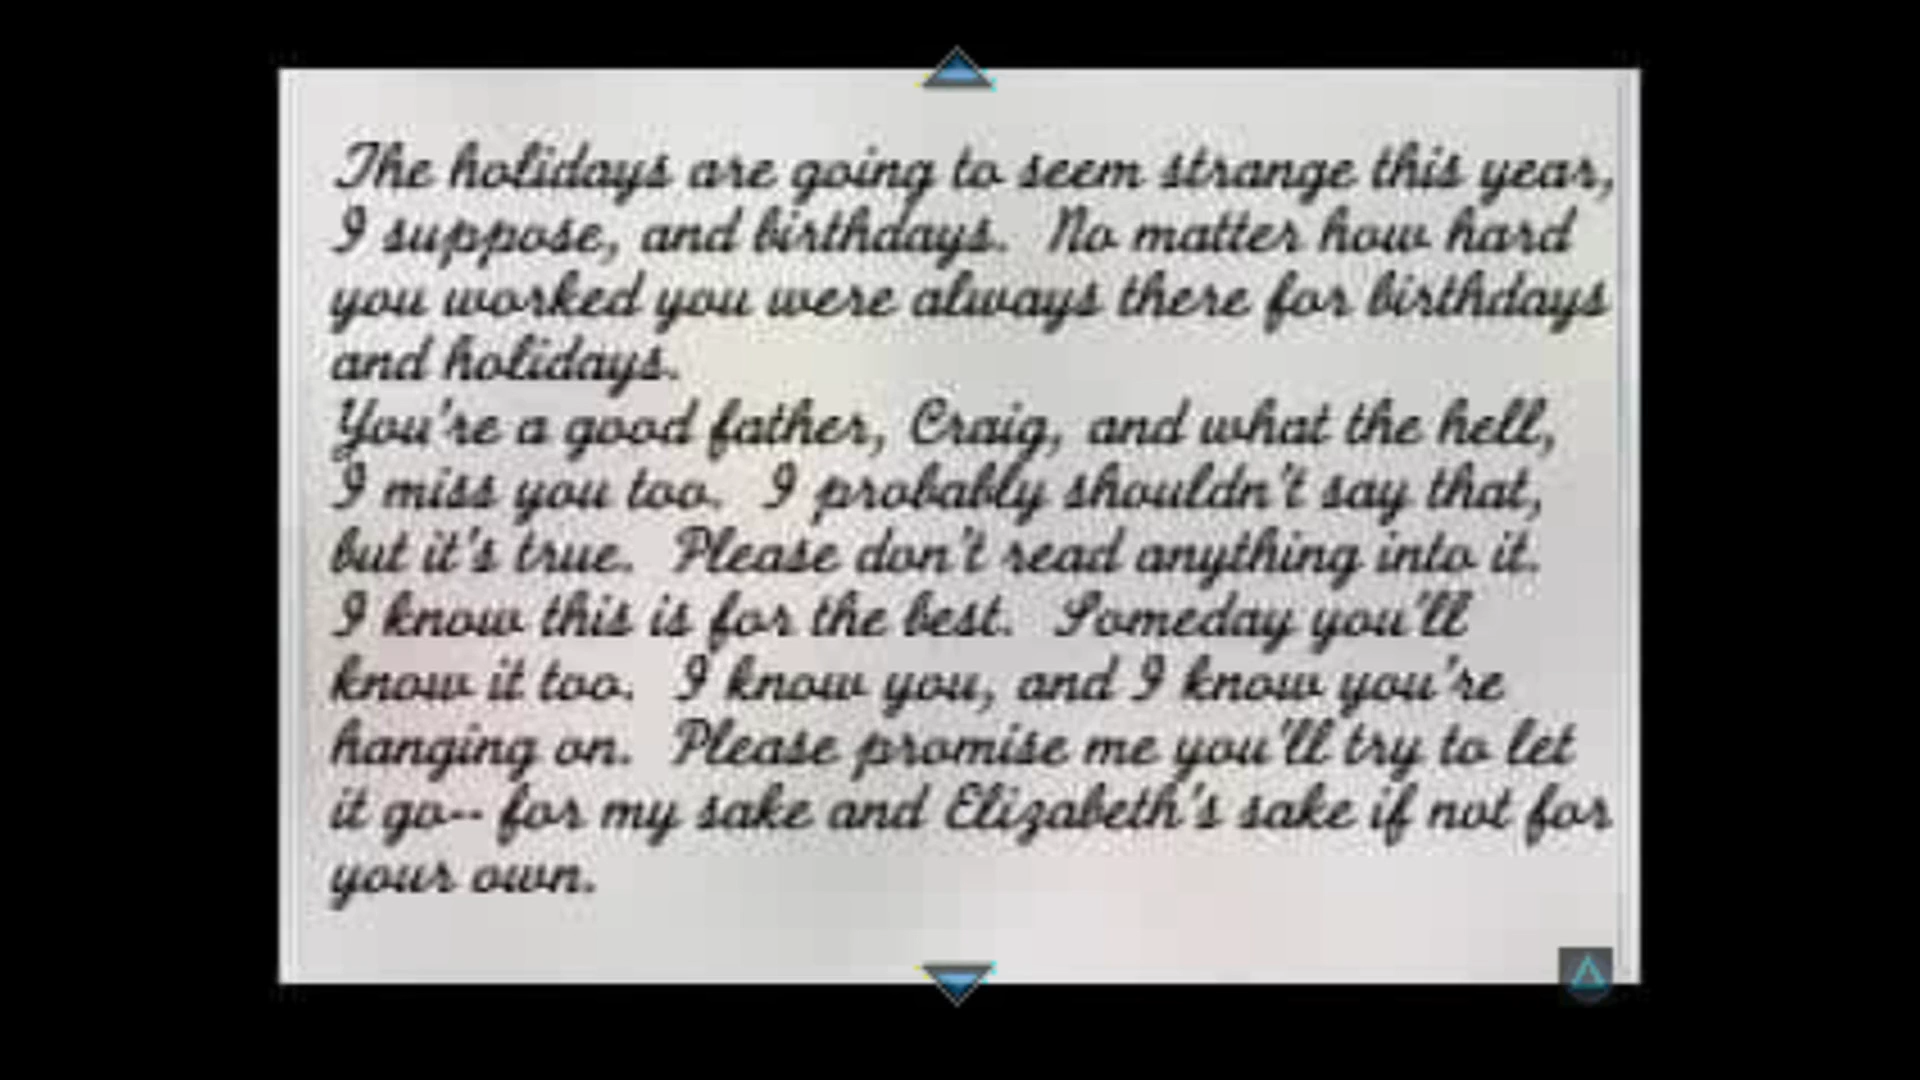 The holidays are going to seem strange this year,
I suppose, and birthdays. No matter how hard
you worked you were always there for birthdays
and holidays.
You're a good father, Craig, and what the hell,
I miss you too. I probably shouldn't say that,
but it's true. Please don't read anything into it.
I know this is for the best. Someday you'll
know it too. I know you, and I know you're
hanging on. Please promise me you'll try to let
it go-- for my sake and Elizabeth's sake if not for
your own.